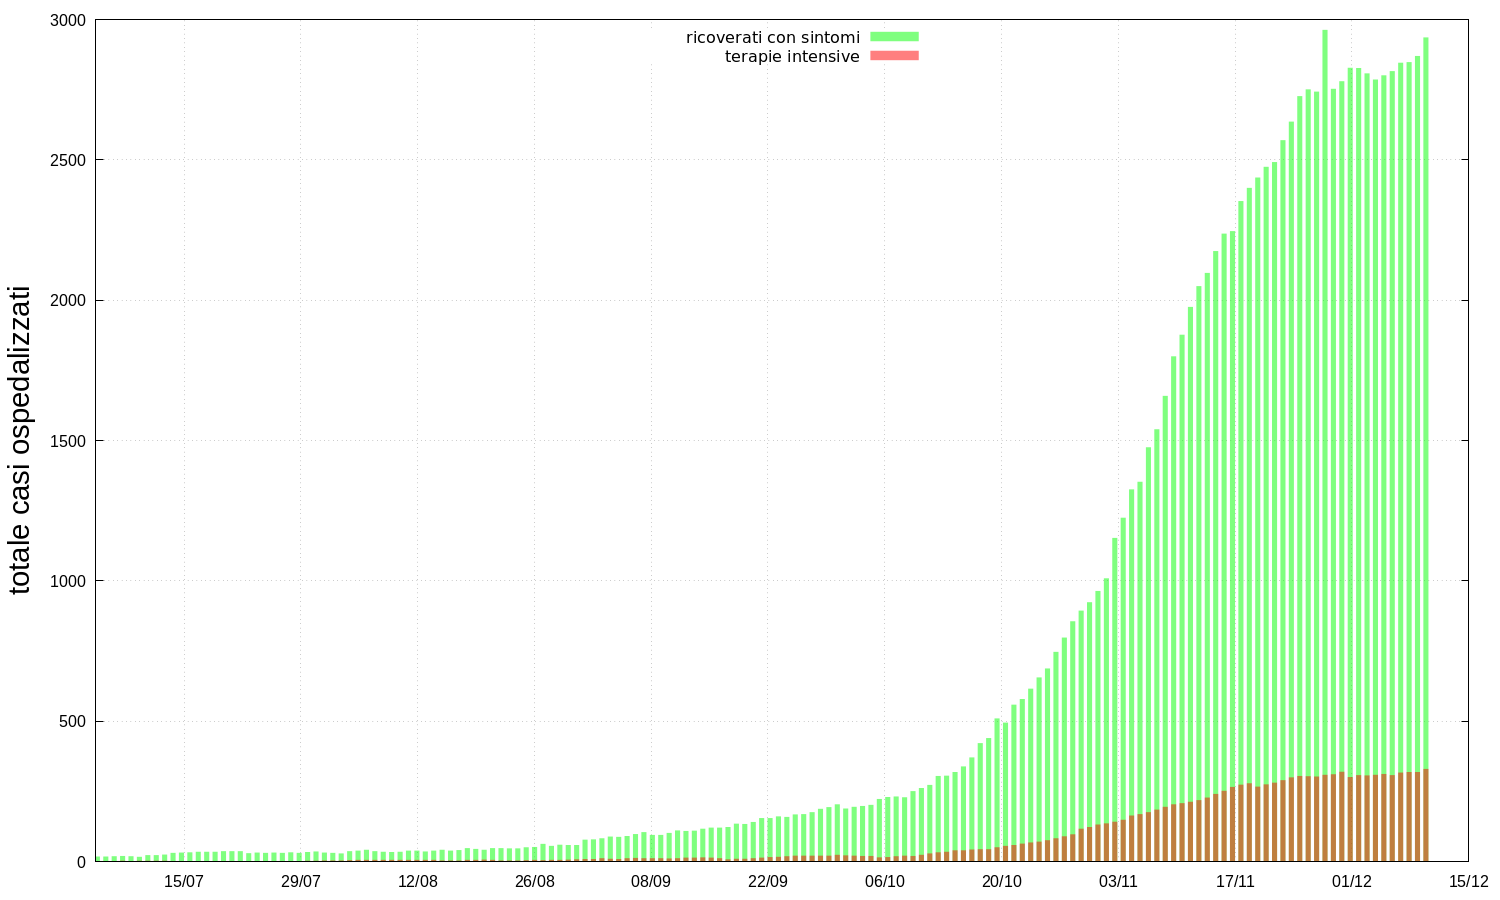 ricoverati con sintomi
terapie intensive
totale casi ospedalizzati
3000
2500
2000
1500
1000
500
0
15/07 29/07 12/08 26/08 08/09 22/09 06/10 20/10 03/11 17/11 01/12 15/12